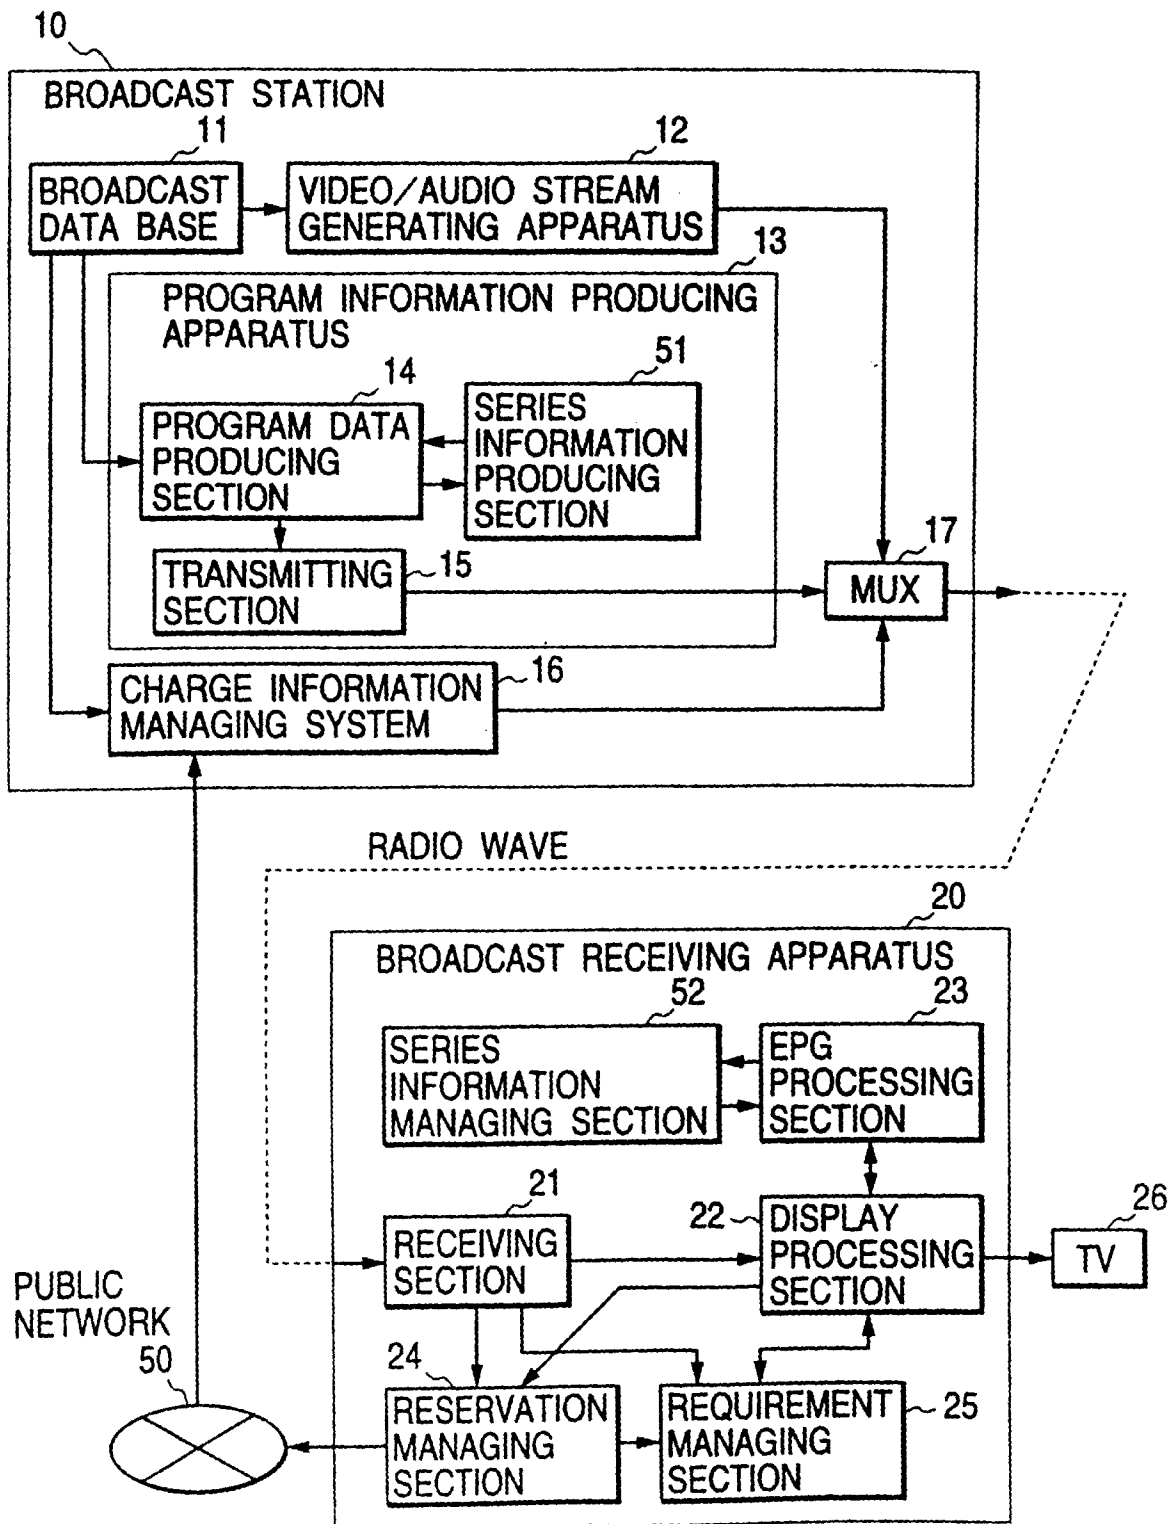 10
BROADCAST STATION
11
12
BROADCAST
DATA BASE
VIDEO/AUDIO STREAM
GENERATING APPARATUS
13
PROGRAM INFORMATION PRODUCING
APPARATUS
14
51
PROGRAM DATA
PRODUCING
SECTION
SERIES
INFORMATION
PRODUCING
SECTION
15
TRANSMITTING
SECTION
17
MUX
16
CHARGE INFORMATION
MANAGING SYSTEM
RADIO WAVE
20
BROADCAST RECEIVING APPARATUS
52
23
SERIES
INFORMATION
MANAGING SECTION
EPG
PROCESSING
SECTION
21
22
26
RECEIVING
SECTION
DISPLAY
PROCESSING
SECTION
TV
PUBLIC
NETWORK
50
24
25
RESERVATION
MANAGING
SECTION
REQUIREMENT
MANAGING
SECTION